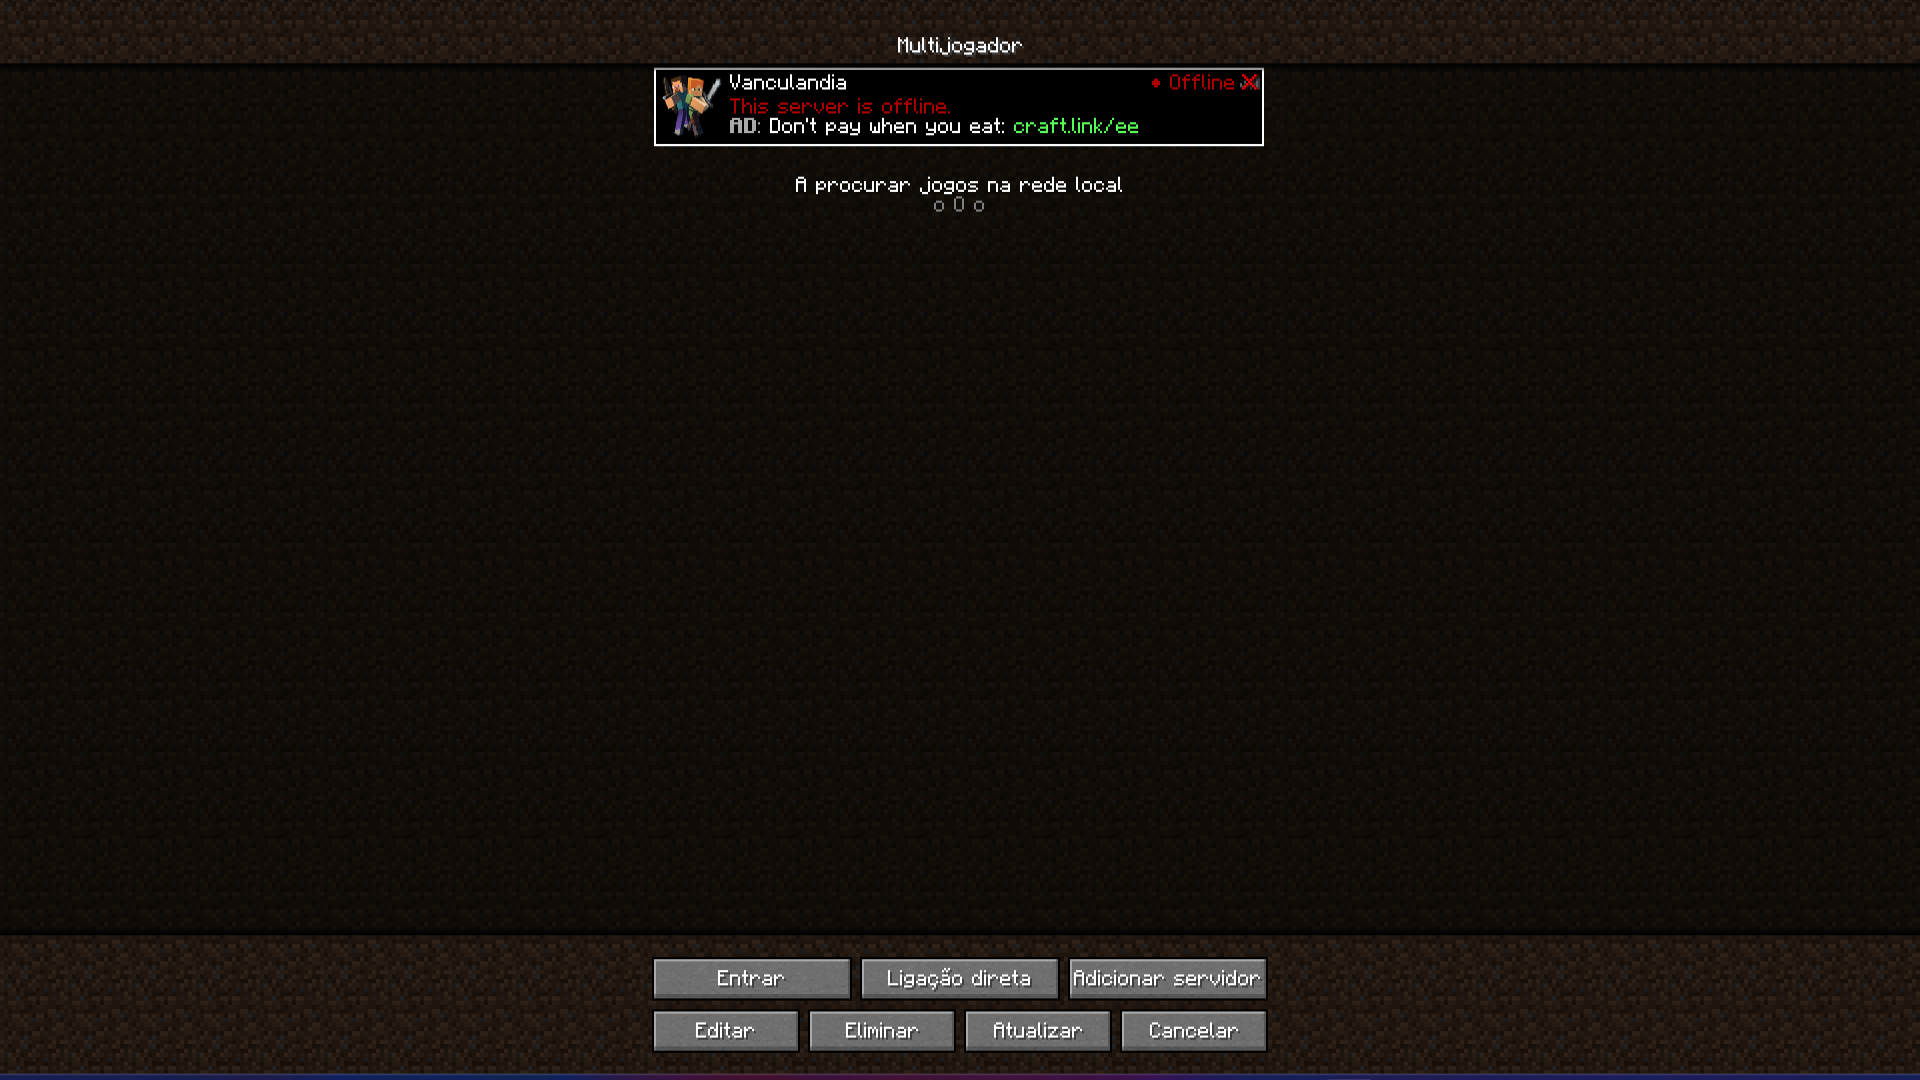 Multijogador
Vanculandia
• Offline
This server is offline.
AD: Don't pay when you eat: craft.link/ee
A procurar jogos na rede local
o O o
Entrar
Ligação direta
Adicionar servidor
Editar
Eliminar
Atualizar
Cancelar